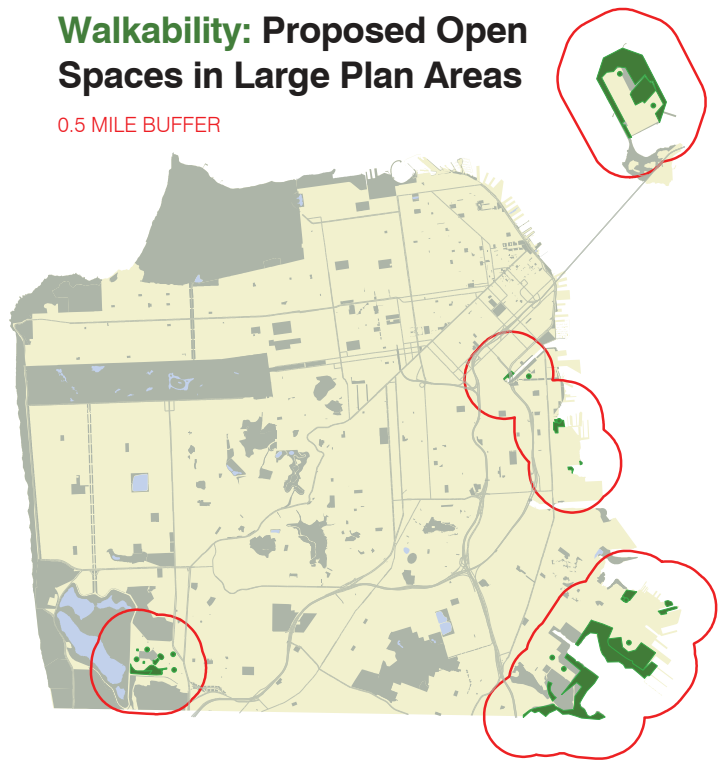 Walkability: Proposed Open
Spaces in Large Plan Areas
0.5 MILE BUFFER